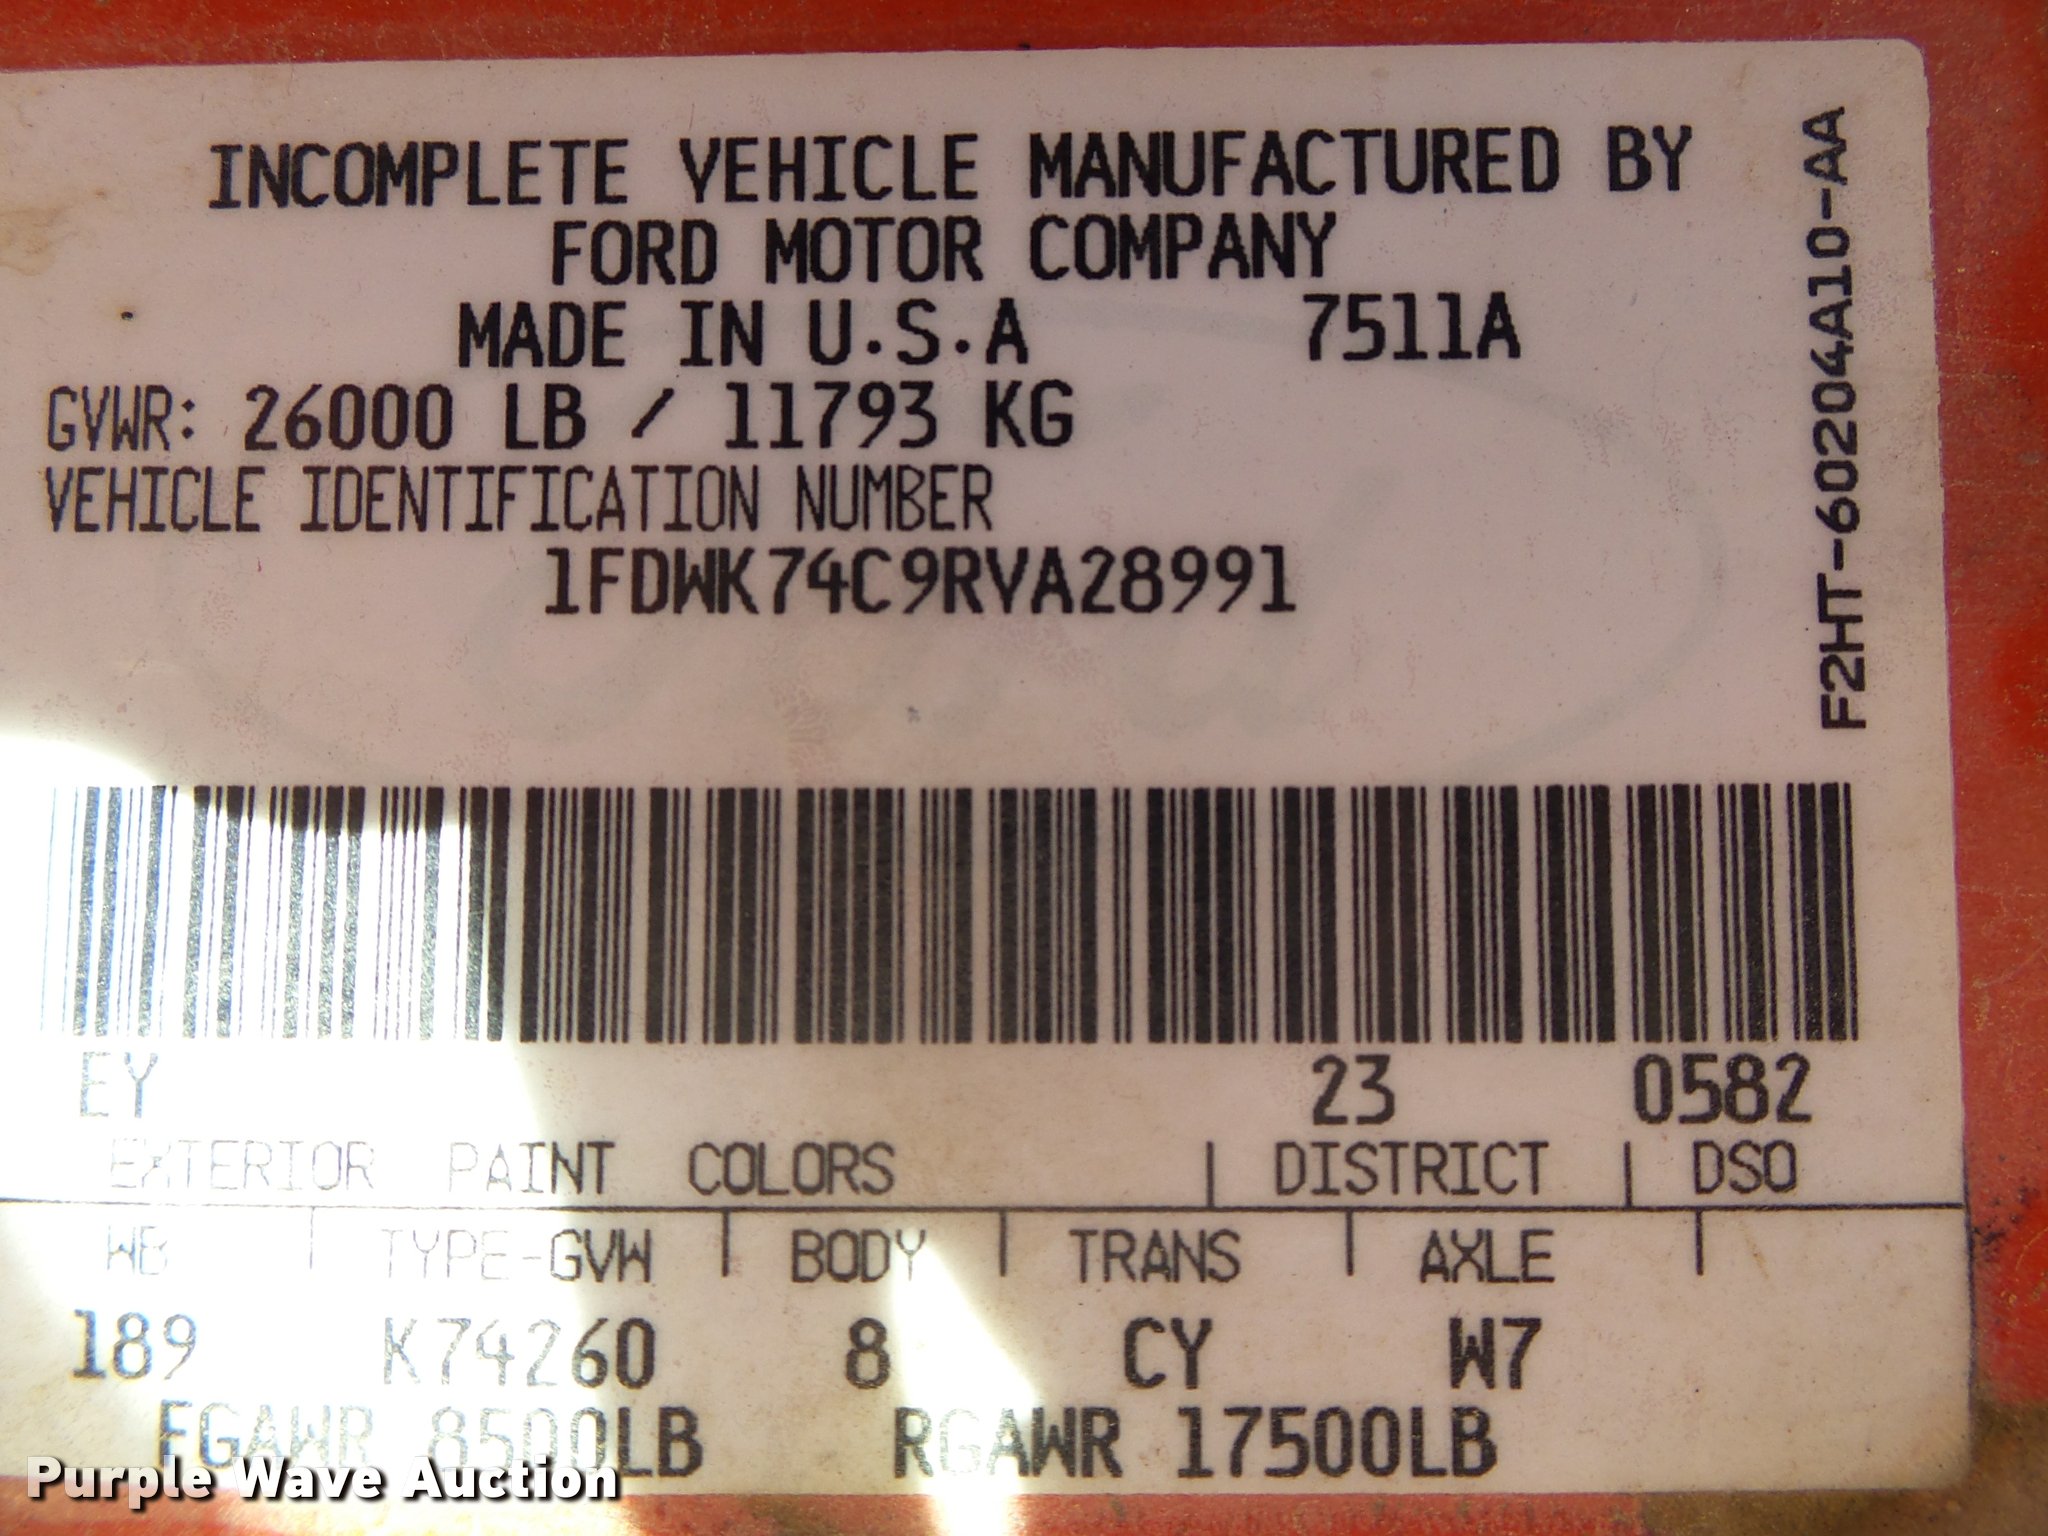 INCOMPLETE VEHICLE MANUFACTURED BY
FORD MOTOR COMPANY
MADE IN U.S.A 7511A
GVWR: 26000 LB / 11793 KG
VEHICLE IDENTIFICATION NUMBER
1FDWK74C9RVA28991
F2HT-60204A10-AA
EY 23 0582
EXTERIOR PAINT COLORS | DISTRICT | DSO
WB | TYPE-GVW | BODY | TRANS | AXLE |
189 K74260 8 CY W7
FGAWR 8500LB RGAWR 17500LB
Purple Wave Auction